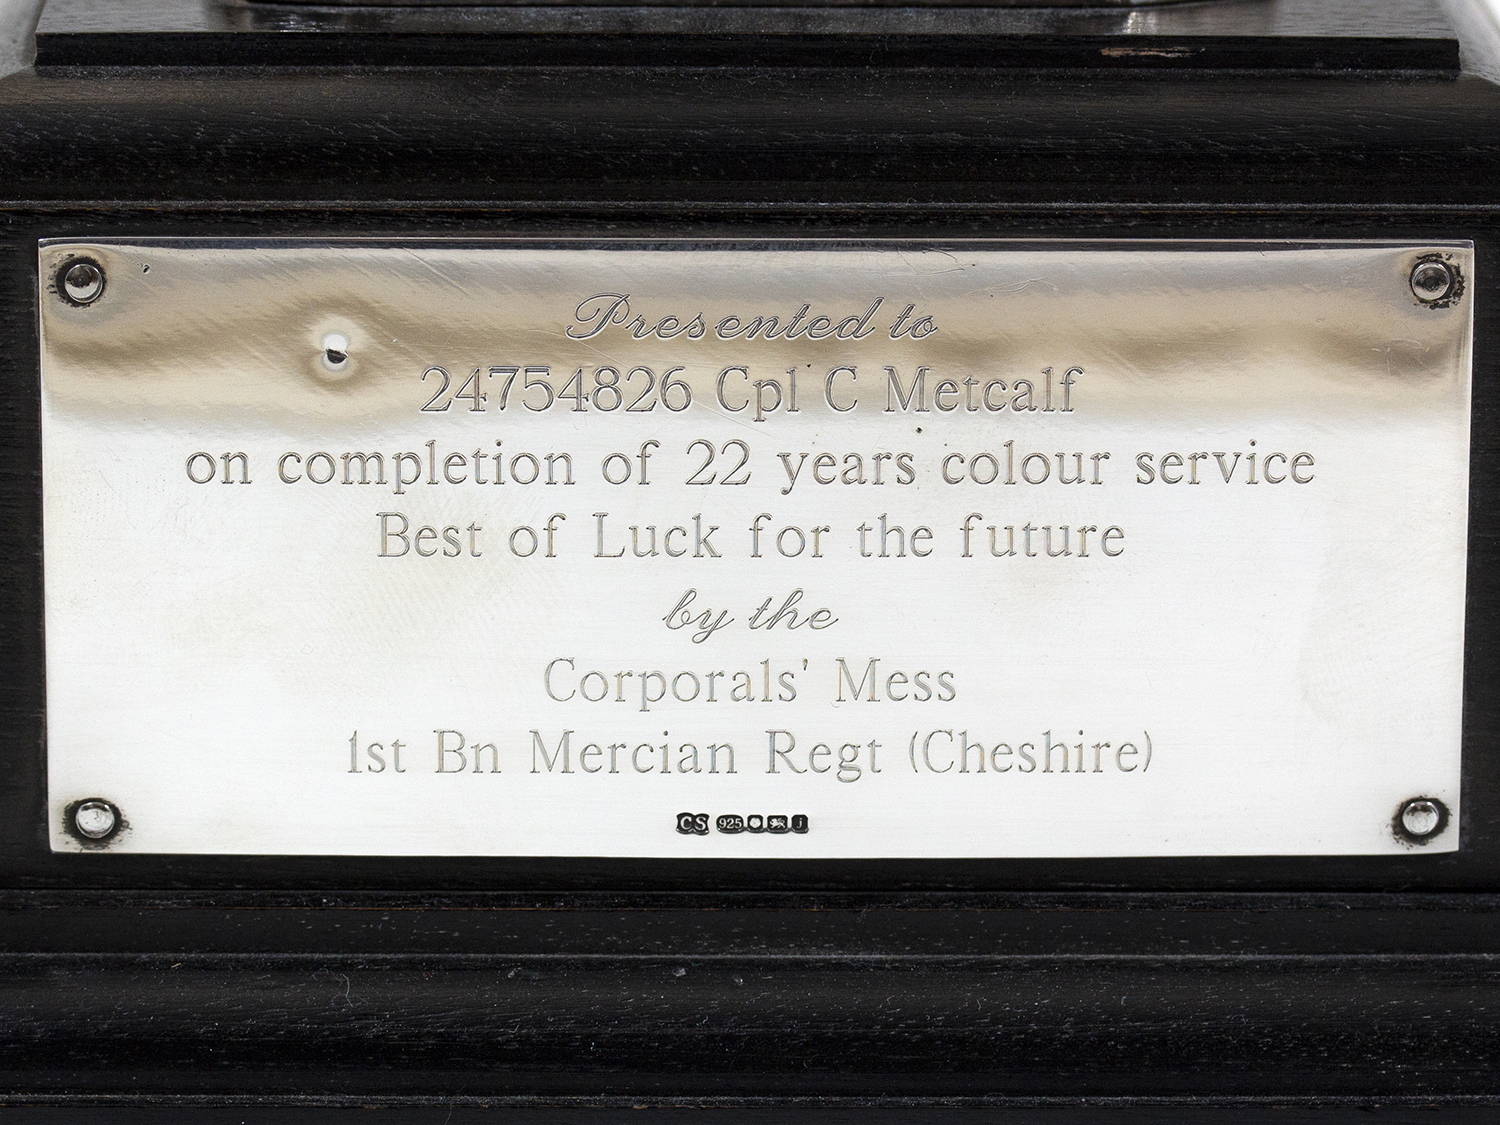 Presented to
24754826 Cpl C Metcalf
on completion of 22 years colour service
Best of Luck for the future
by the
Corporals' Mess
1st Bn Mercian Regt (Cheshire)
CS 925 j